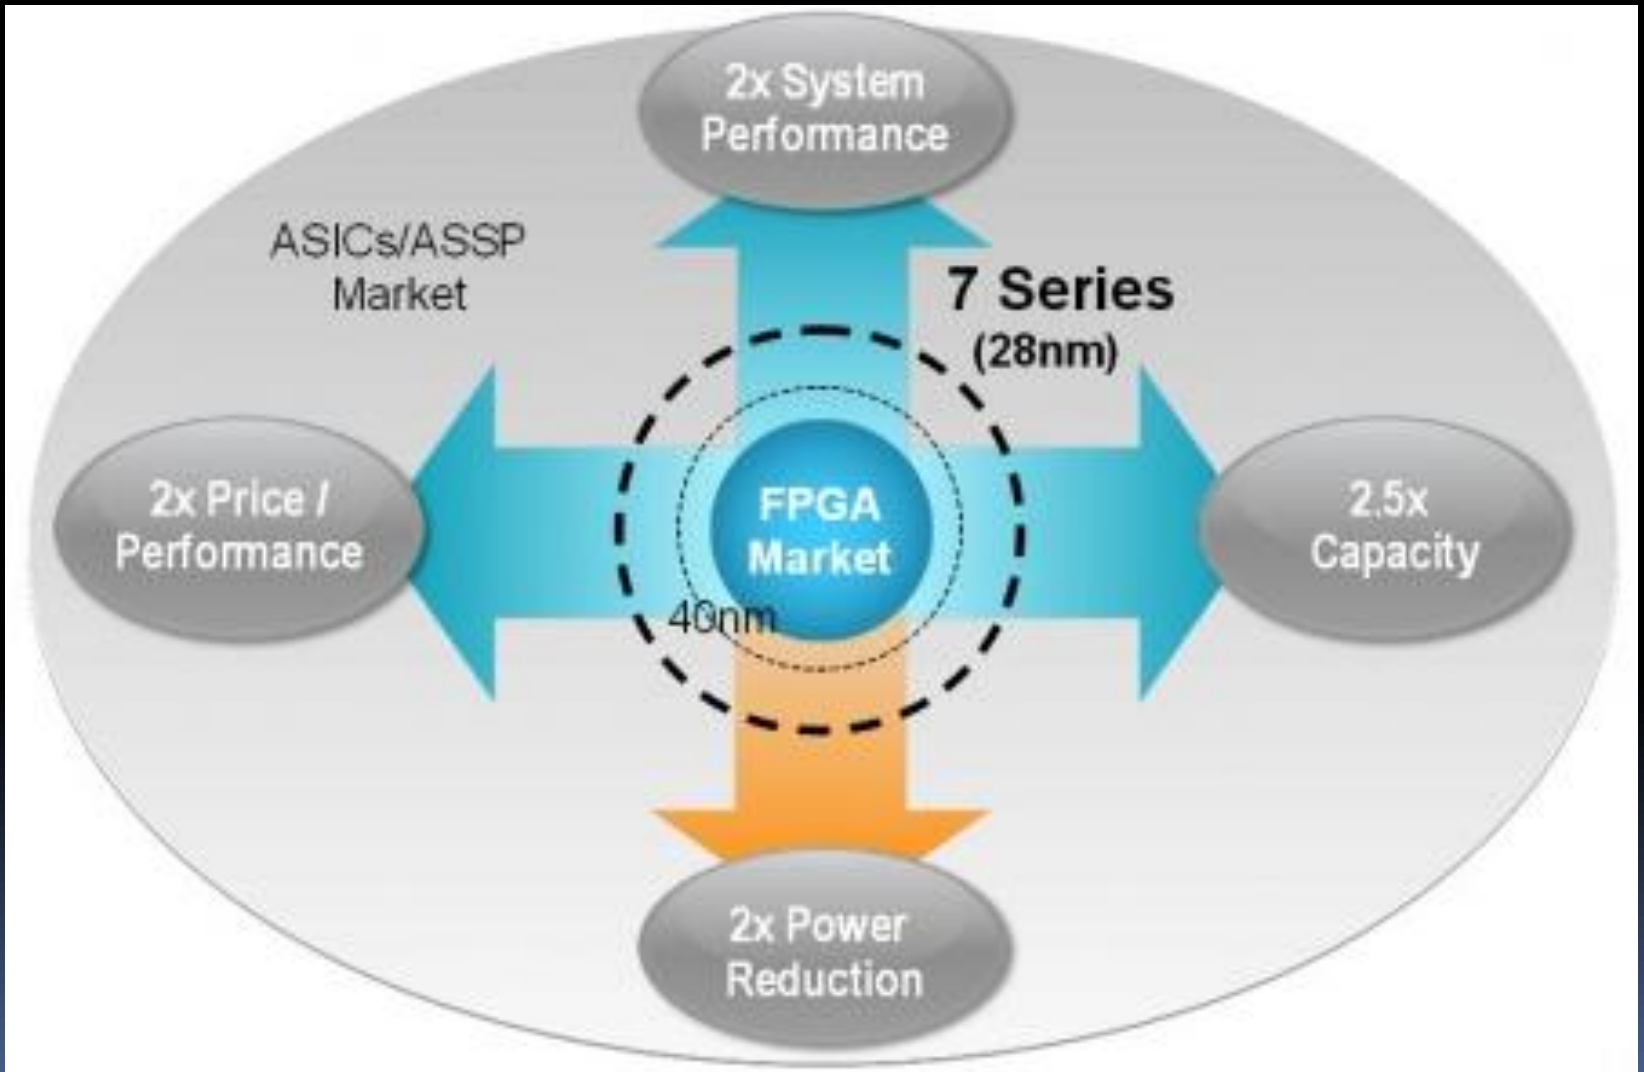 2x System
Performance
ASICs/ASSP
Market
7 Series
(28nm)
2x Price /
Performance
FPGA
Market
40nm
2.5x
Capacity
2x Power
Reduction